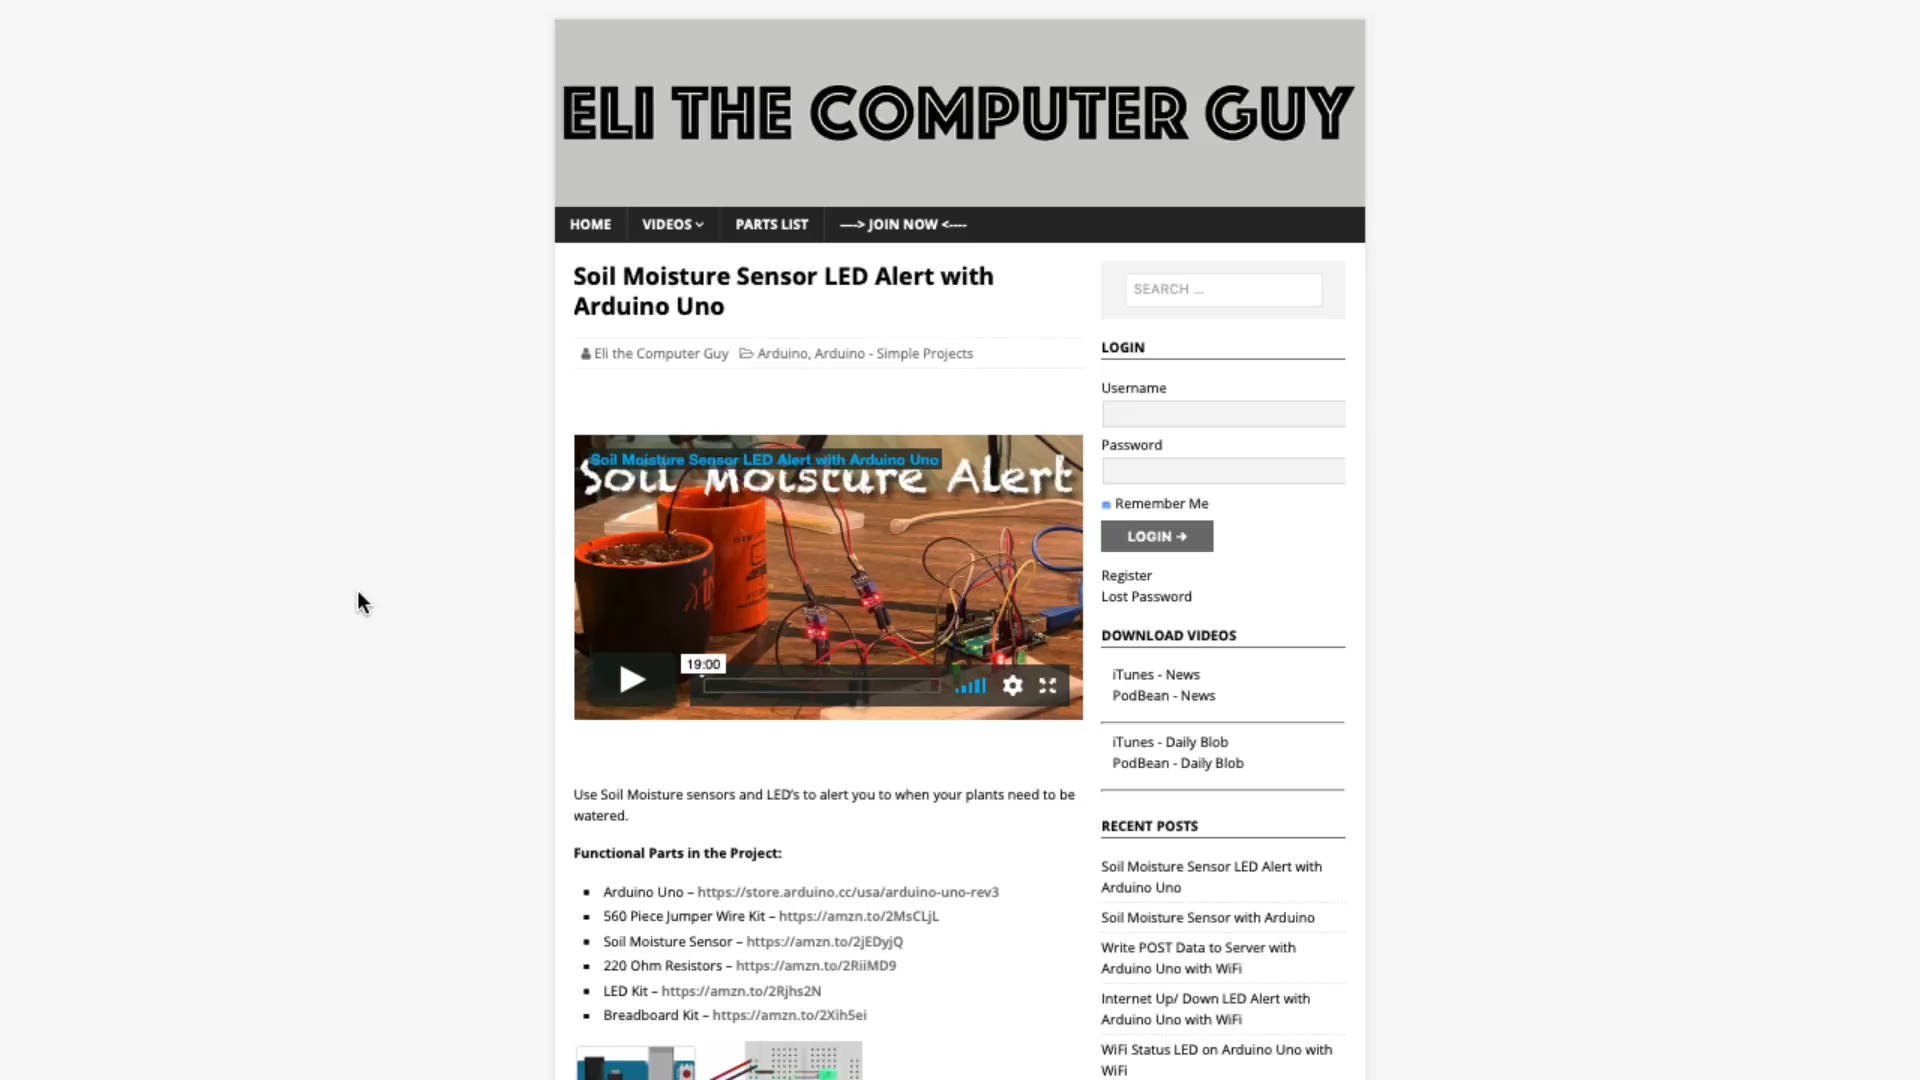 ELI THE COMPUTER GUY
HOME
VIDEOS
PARTS LIST
----> JOIN NOW <----
Soil Moisture Sensor LED Alert with
Arduino Uno
Eli the Computer Guy
Arduino, Arduino - Simple Projects
Soil Moisture Sensor LED Alert with Arduino Uno
Soil Moisture Alert
19:00
Use Soil Moisture sensors and LED's to alert you to when your plants need to be
watered.
Functional Parts in the Project:
Arduino Uno – https://store.arduino.cc/usa/arduino-uno-rev3
560 Piece Jumper Wire Kit – https://amzn.to/2MsCLjL
Soil Moisture Sensor – https://amzn.to/2jEDyjQ
220 Ohm Resistors – https://amzn.to/2RiiMD9
LED Kit – https://amzn.to/2Rjhs2N
Breadboard Kit – https://amzn.to/2Xih5ei
SEARCH ...
LOGIN
Username
Password
Remember Me
LOGIN →
Register
Lost Password
DOWNLOAD VIDEOS
iTunes - News
PodBean - News
iTunes - Daily Blob
PodBean - Daily Blob
RECENT POSTS
Soil Moisture Sensor LED Alert with
Arduino Uno
Soil Moisture Sensor with Arduino
Write POST Data to Server with
Arduino Uno with WiFi
Internet Up/ Down LED Alert with
Arduino Uno with WiFi
WiFi Status LED on Arduino Uno with
WiFi